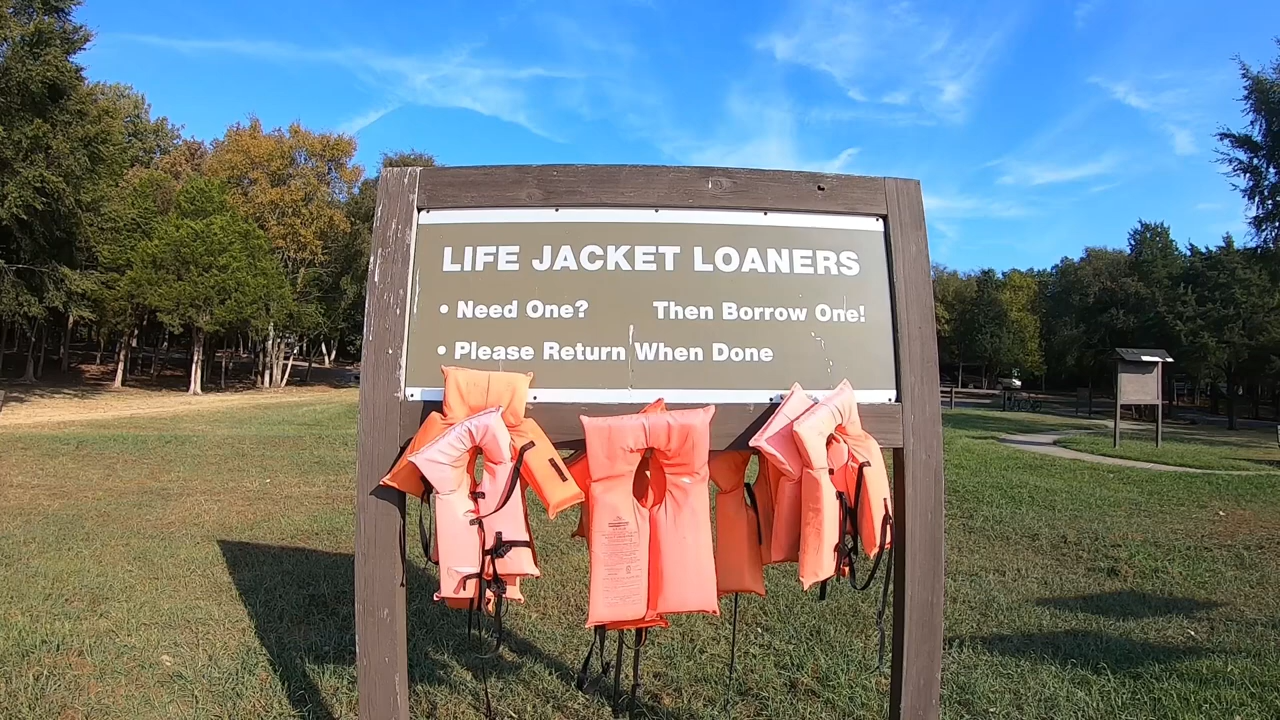 LIFE JACKET LOANERS
• Need One? Then Borrow One!
• Please Return When Done